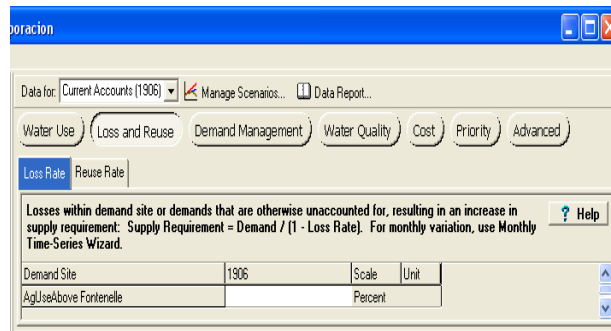 poracion
Data for: Current Accounts (1906) Manage Scenarios... Data Report...
Water Use Loss and Reuse Demand Management Water Quality Cost Priority Advanced
Loss Rate Reuse Rate
Losses within demand site or demands that are otherwise unaccounted for, resulting in an increase in
supply requirement: Supply Requirement = Demand / (1 - Loss Rate). For monthly variation, use Monthly
Time-Series Wizard.
? Help
Demand Site 1906 Scale Unit
AgUseAbove Fontenelle Percent